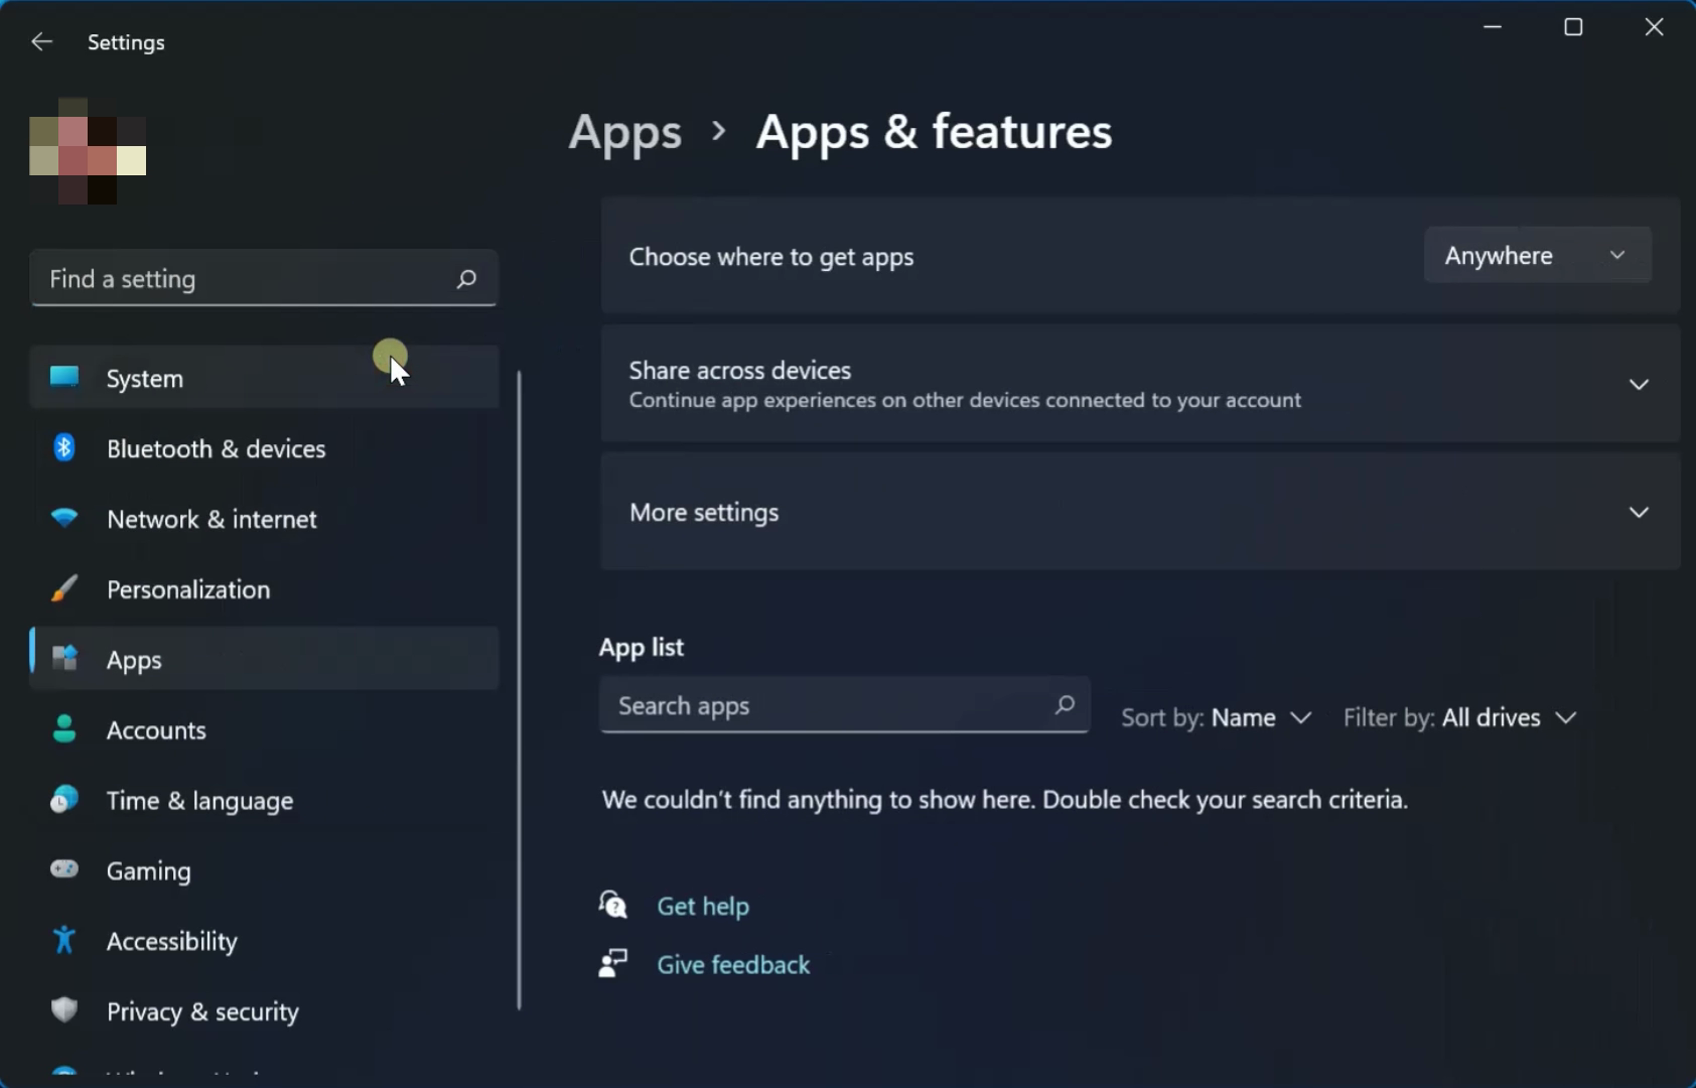 Settings
Apps > Apps & features
Find a setting
System
Bluetooth & devices
Network & internet
Personalization
Apps
Accounts
Time & language
Gaming
Accessibility
Privacy & security
Choose where to get apps
Anywhere
Share across devices
Continue app experiences on other devices connected to your account
More settings
App list
Search apps
Sort by: Name
Filter by: All drives
We couldn't find anything to show here. Double check your search criteria.
Get help
Give feedback